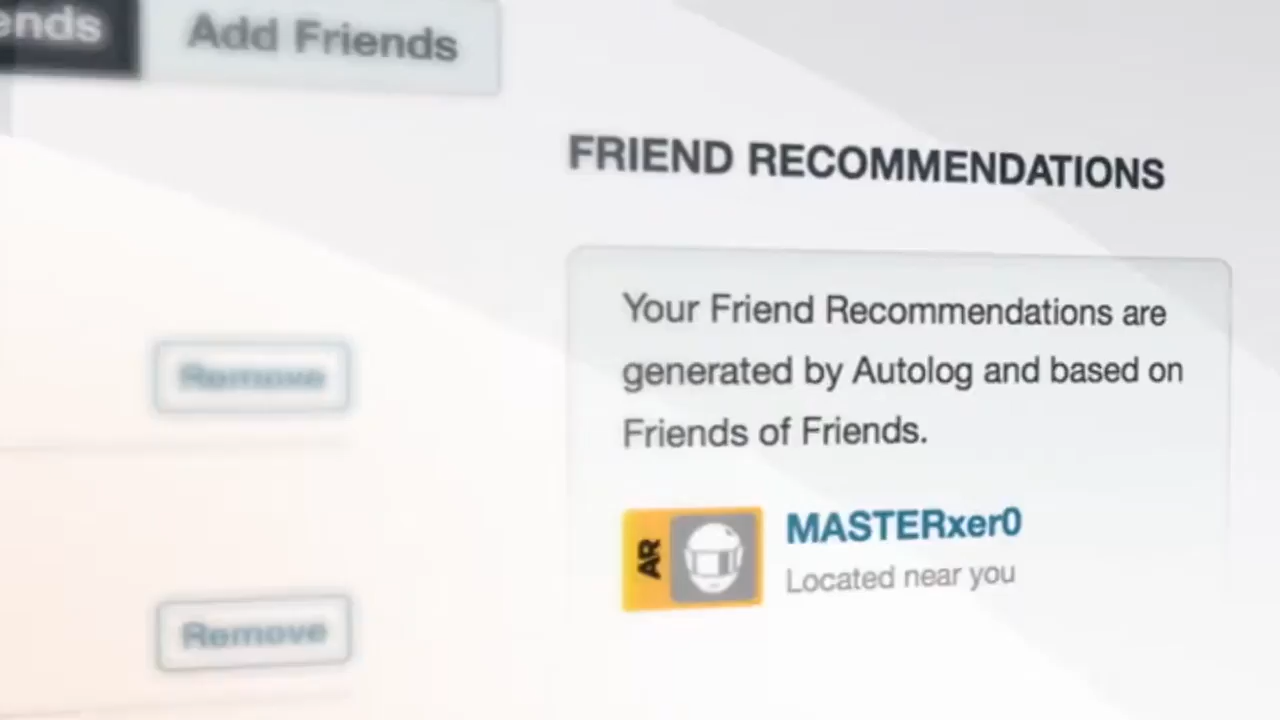 ends
Add Friends
FRIEND RECOMMENDATIONS
Your Friend Recommendations are
generated by Autolog and based on
Friends of Friends.
Remove
AR
MASTERxer0
Located near you
Remove